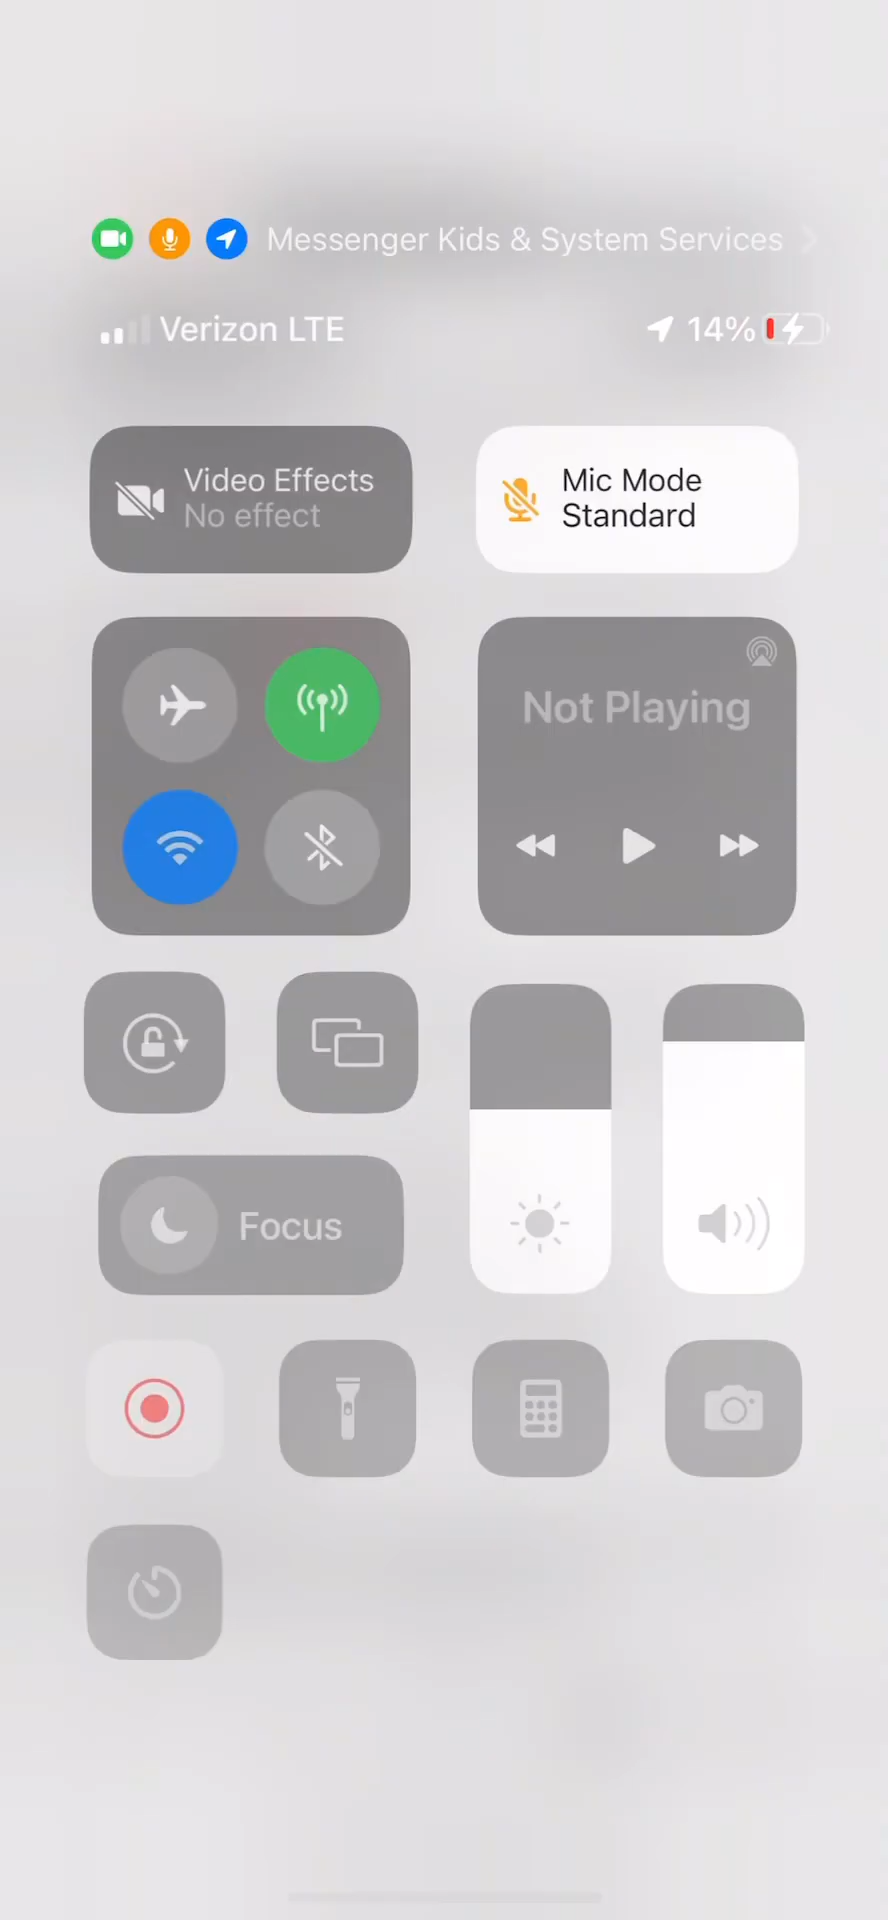 Messenger Kids & System Services
Verizon LTE
14%
Video Effects
No effect
Mic Mode
Standard
Not Playing
Focus